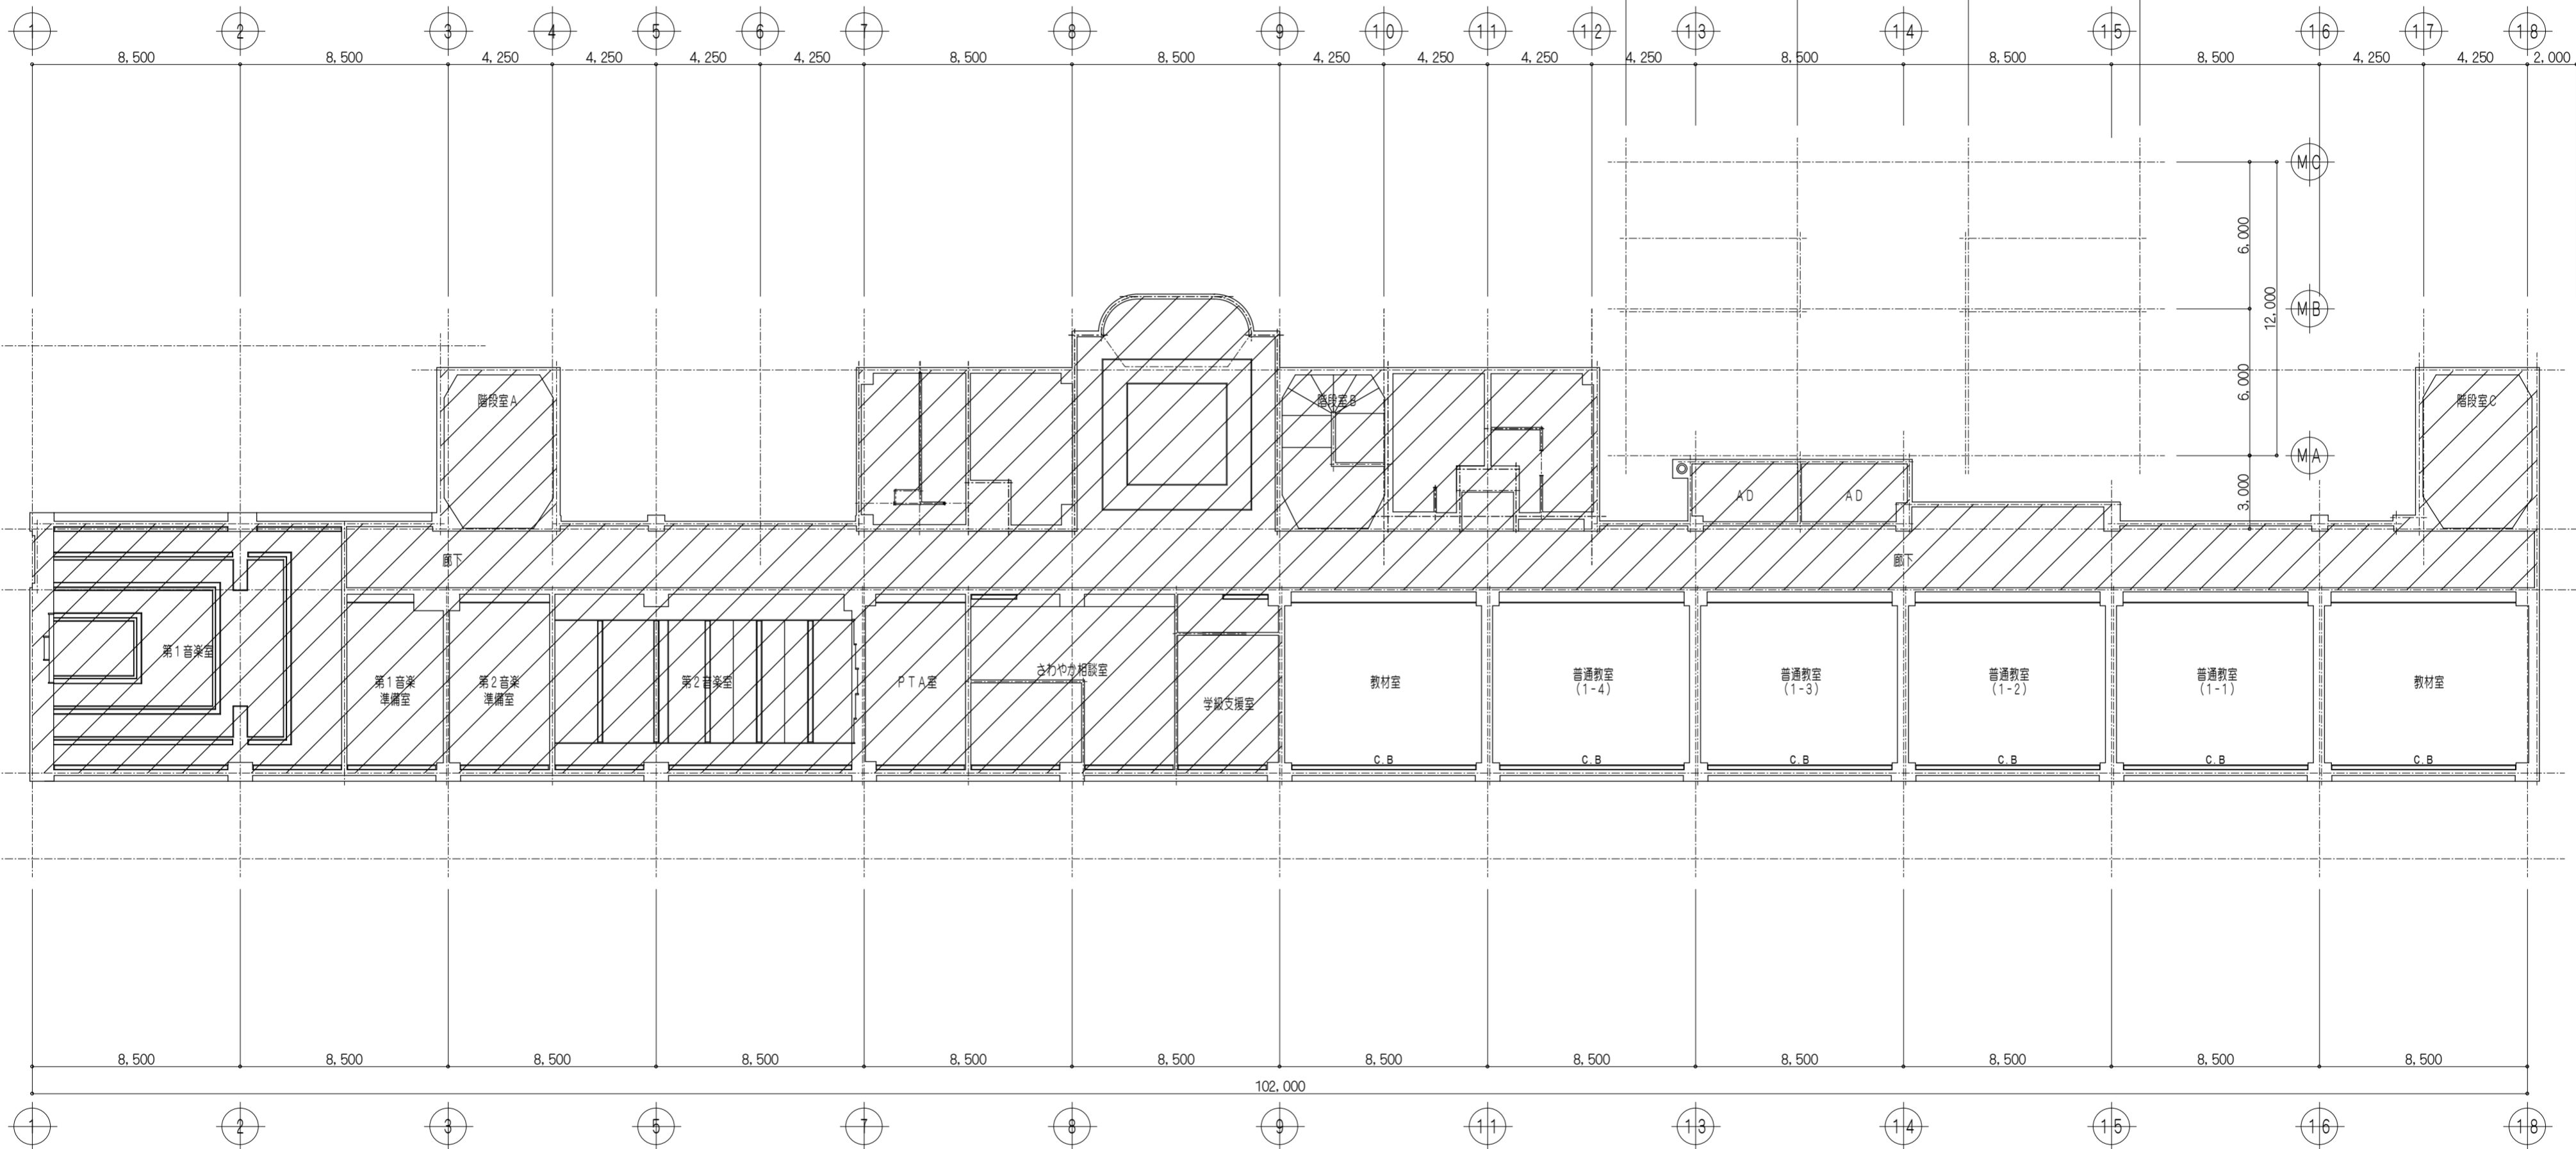 1 2 3 4 5 6 7 8 9 10 11 12 13 14 15 16 17 18
8,500 8,500 4,250 4,250 4,250 4,250 8,500 8,500 4,250 4,250 4,250 4,250 8,500 8,500 8,500 4,250 4,250 2,000
MC
6,000
12,000
MB
6,000
MA
3,000
階段室A
階段室B
階段室C
AD
AD
廊下
廊下
第1音楽室
第1音楽
準備室
第2音楽
準備室
第2音楽室
PTA室
さわやか相談室
学級支援室
教材室
普通教室
(1-4)
普通教室
(1-3)
普通教室
(1-2)
普通教室
(1-1)
教材室
C.B C.B C.B C.B C.B C.B
8,500 8,500 8,500 8,500 8,500 8,500 8,500 8,500 8,500 8,500 8,500 8,500
102,000
1 2 3 5 7 8 9 11 13 14 15 16 18